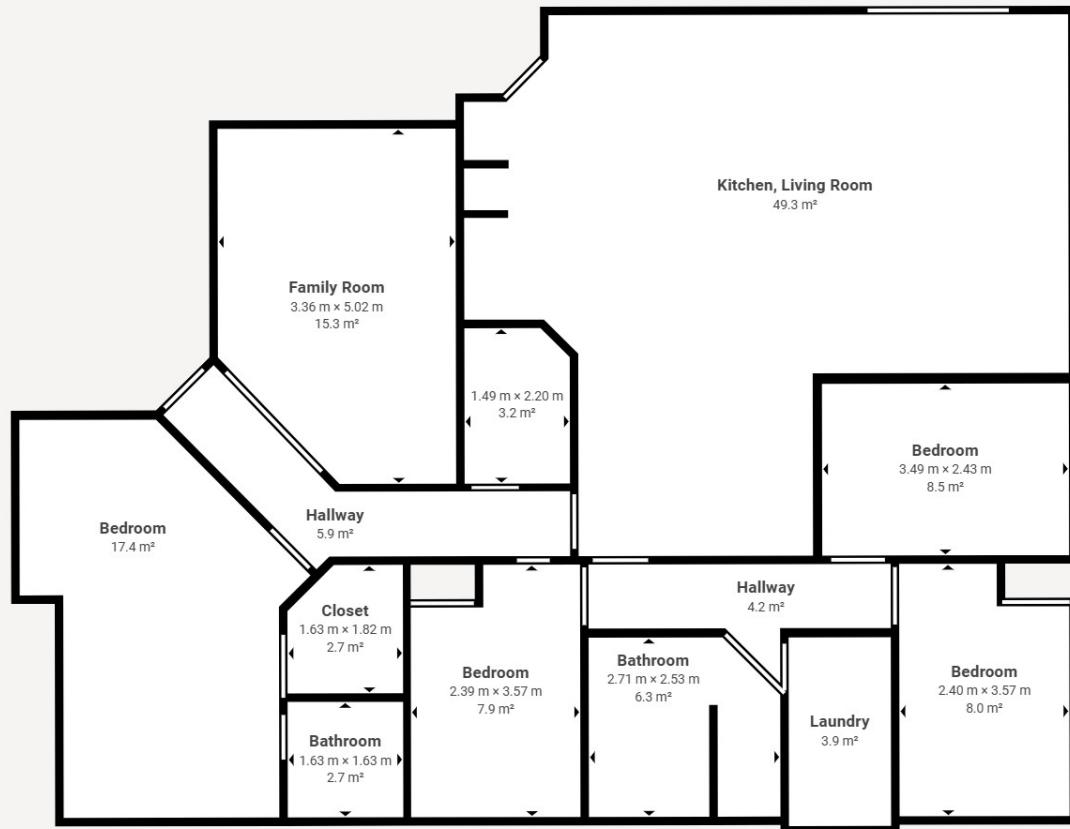 Kitchen, Living Room
49.3 m²
Family Room
3.36 m × 5.02 m
15.3 m²
1.49 m × 2.20 m
3.2 m²
Bedroom
3.49 m × 2.43 m
8.5 m²
Bedroom
17.4 m²
Hallway
5.9 m²
Closet
1.63 m × 1.82 m
2.7 m²
Hallway
4.2 m²
Bedroom
2.39 m × 3.57 m
7.9 m²
Bathroom
2.71 m × 2.53 m
6.3 m²
Bedroom
2.40 m × 3.57 m
8.0 m²
Laundry
3.9 m²
Bathroom
1.63 m × 1.63 m
2.7 m²